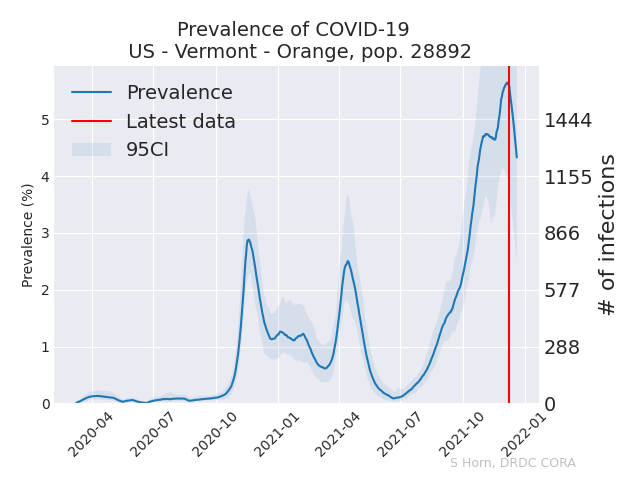 Prevalence of COVID-19
US - Vermont - Orange, pop. 28892
Prevalence
Latest data
95CI
Prevalence (%)
0
1
2
3
4
5
0
288
577
866
1155
1444
# of infections
2020-04
2020-07
2020-10
2021-01
2021-04
2021-07
2021-10
2022-01
S Horn, DRDC CORA